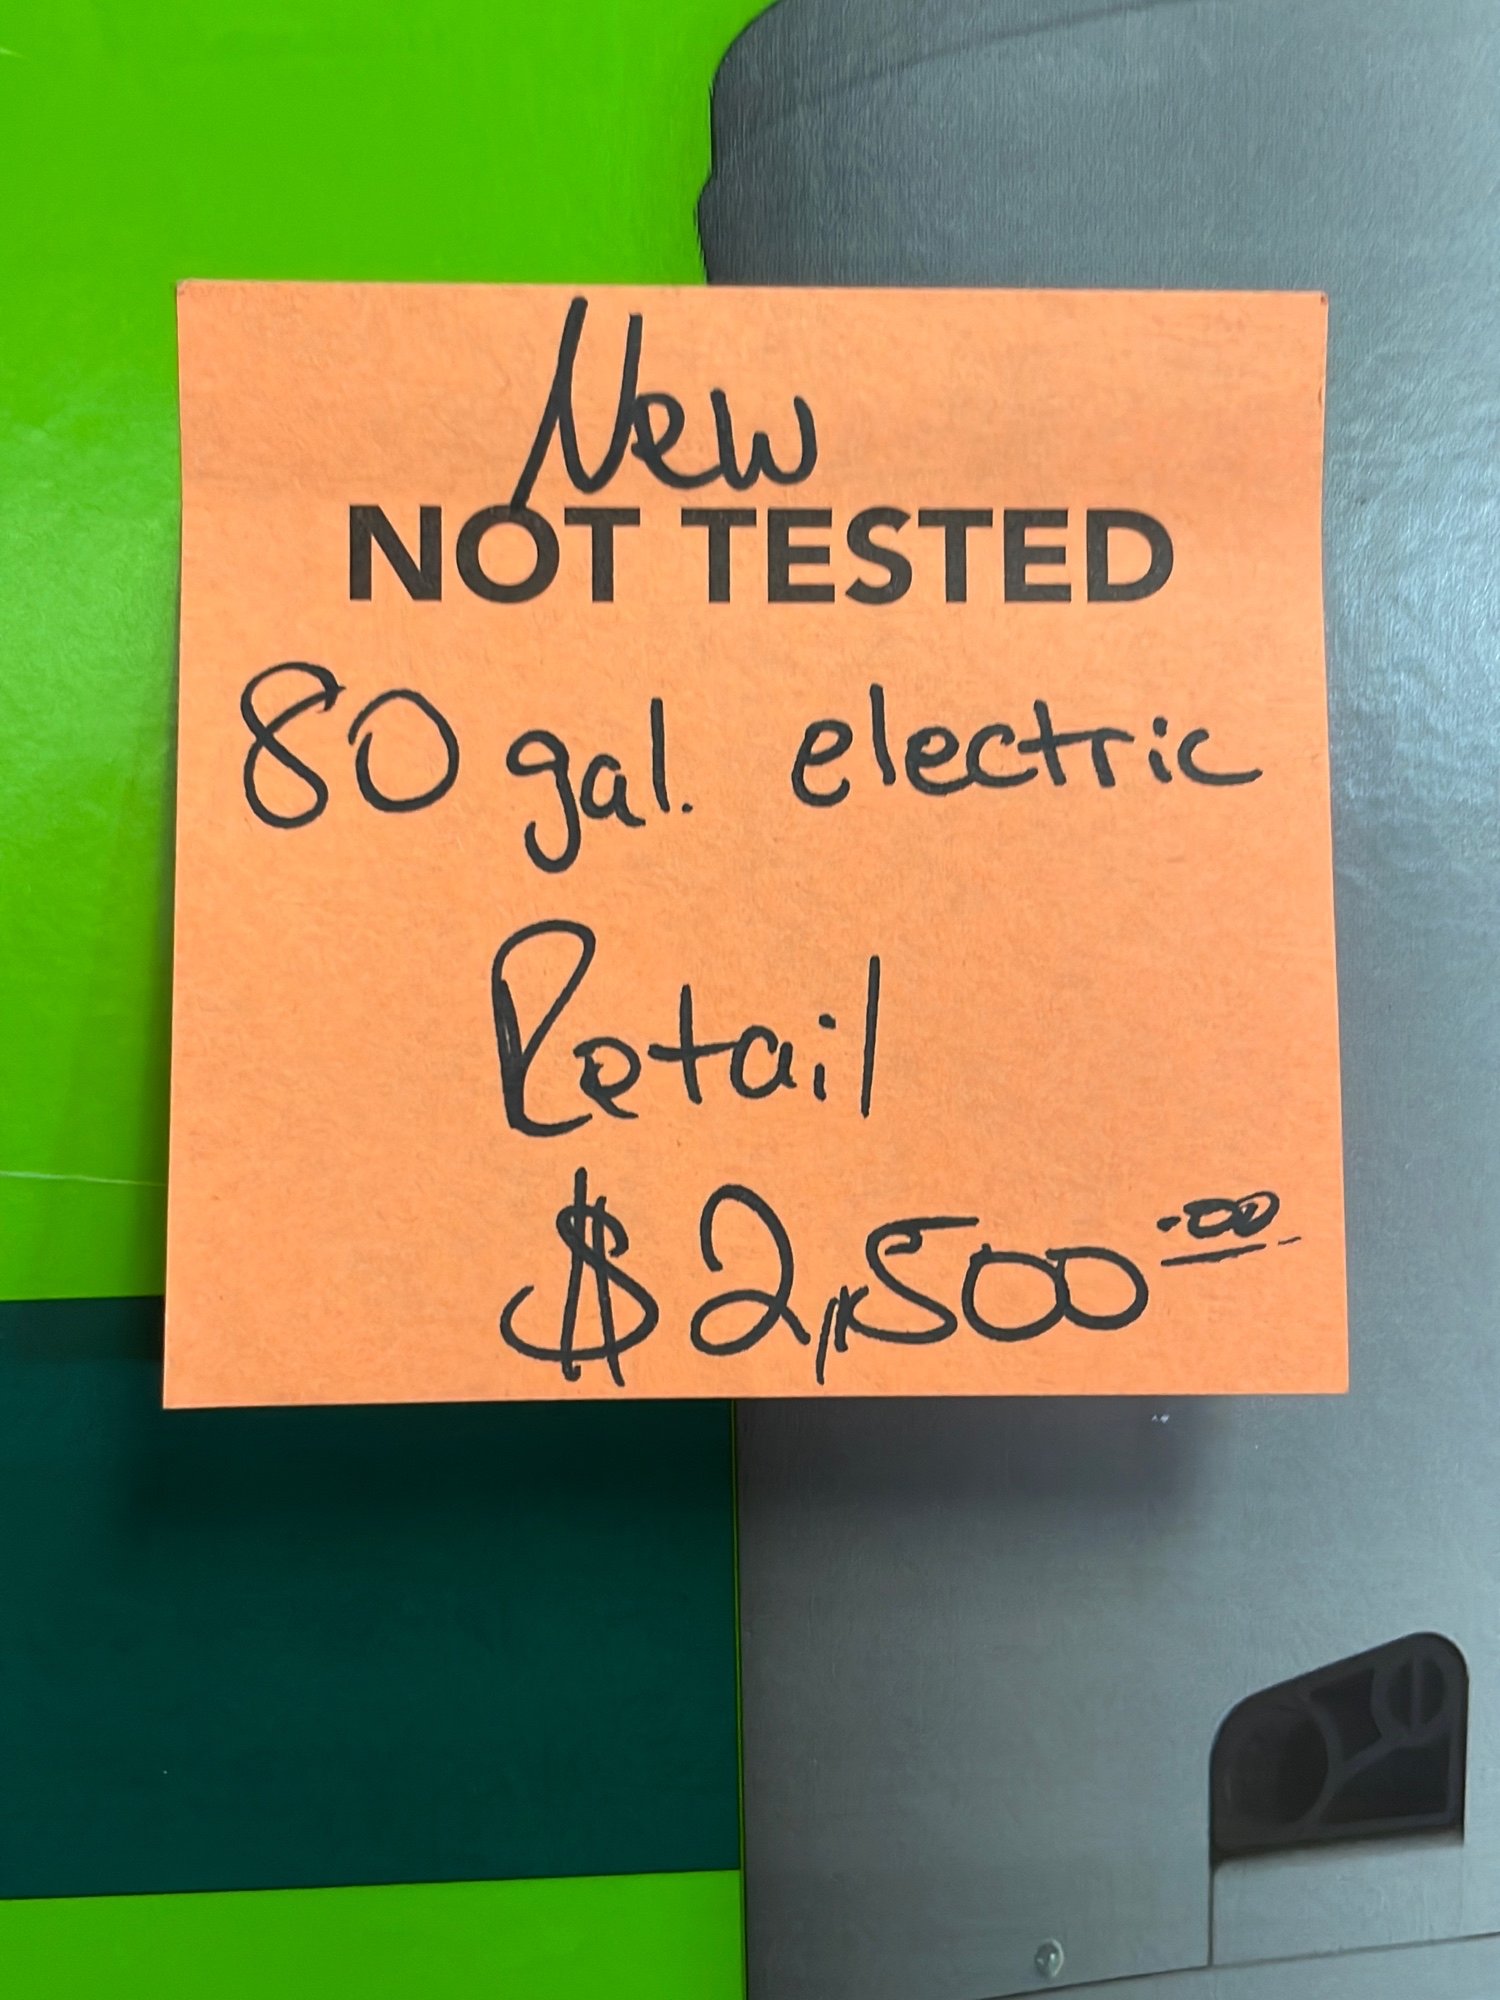 New
NOT TESTED
80 gal. electric
Retail
$2,500.00